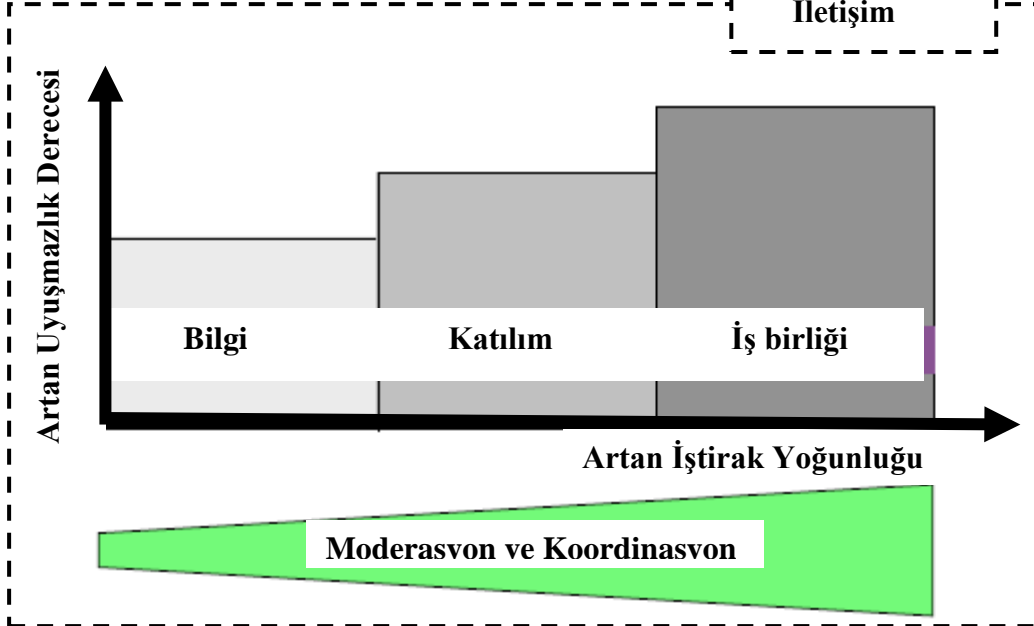 İletişim
Artan Uyuşmazlık Derecesi
Bilgi
Katılım
İş birliği
Artan İştirak Yoğunluğu
Moderasvon ve Koordinasvon